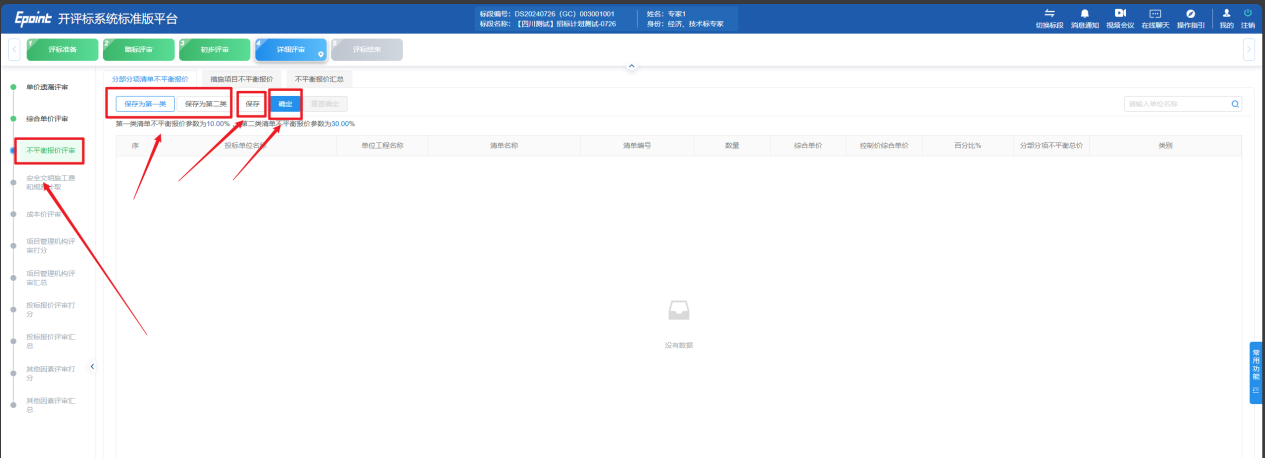 Epoint 开评标系统标准版平台
标段编号：DS20240726（GC）003001001
标段名称：【四川测试】招标计划测试-0726
姓名：专家1
身份：经济、技术标专家
切换标段 消息通知 视频会议 在线聊天 操作指引 我的 注销
1 评标准备
2 清标评审
3 初步评审
4 详细评审
5 评标结果
分部分项清单不平衡报价 措施项目不平衡报价 不平衡报价汇总
保存为第一类 保存为第二类 保存 确定
请输入单位名称
第一类清单不平衡报价参数为10.00% ，第二类清单不平衡报价参数为30.00%
序 投标单位名称 单位工程名称 清单名称 清单编号 数量 综合单价 控制价综合单价 百分比% 分部分项不平衡总价 类别
没有数据
单价遗漏评审
综合单价评审
不平衡报价评审
安全文明施工费
成本价评审
项目管理机构评
审打分
项目管理机构评
审汇总
投标报价评审打
分
投标报价评审汇
总
其他因素评审打
分
其他因素评审汇
总
常用功能